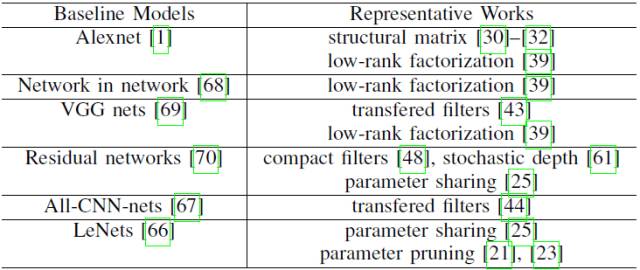 Baseline Models Representative Works
Alexnet [1] structural matrix [30]–[32]
low-rank factorization [39]
Network in network [68] low-rank factorization [39]
VGG nets [69] transfered filters [43]
low-rank factorization [39]
Residual networks [70] compact filters [48], stochastic depth [61]
parameter sharing [25]
All-CNN-nets [67] transfered filters [44]
LeNets [66] parameter sharing [25]
parameter pruning [21], [23]